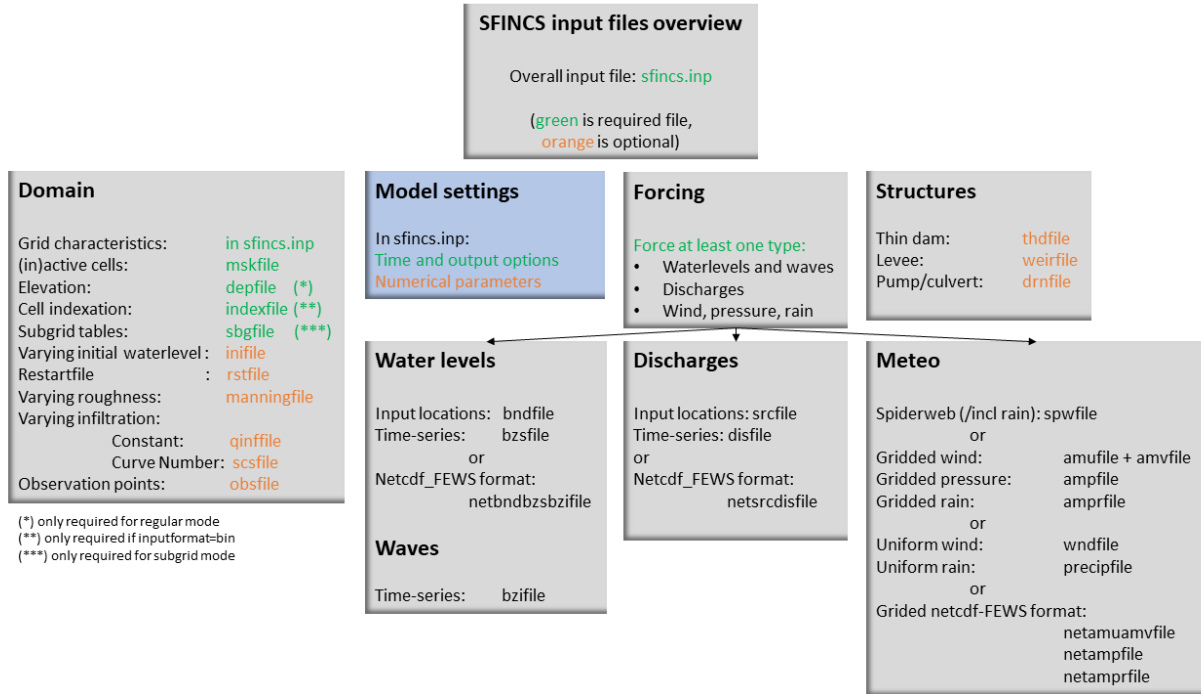 SFINCS input files overview
Overall input file: sfincs.inp
(green is required file,
orange is optional)
Domain
Grid characteristics: in sfincs.inp
(in)active cells: mskfile
Elevation: depfile (*)
Cell indexation: indexfile (**)
Subgrid tables: sbgfile (***)
Varying initial waterlevel : inifile
Restartfile : rstfile
Varying roughness: manningfile
Varying infiltration:
Constant: qinffile
Curve Number: scsfile
Observation points: obsfile
(*) only required for regular mode
(**) only required if inputformat=bin
(***) only required for subgrid mode
Model settings
In sfincs.inp:
Time and output options
Numerical parameters
Forcing
Force at least one type:
• Waterlevels and waves
• Discharges
• Wind, pressure, rain
Structures
Thin dam: thdfile
Levee: weirfile
Pump/culvert: drnfile
Water levels
Input locations: bndfile
Time-series: bzsfile
or
Netcdf_FEWS format:
netbndbzsbzifile
Waves
Time-series: bzifile
Discharges
Input locations: srcfile
Time-series: disfile
or
Netcdf_FEWS format:
netsrcdisfile
Meteo
Spiderweb (/incl rain): spwfile
or
Gridded wind: amufile + amvfile
Gridded pressure: ampfile
Gridded rain: amprfile
or
Uniform wind: wndfile
Uniform rain: precipfile
or
Grided netcdf-FEWS format:
netamuamvfile
netampfile
netamprfile